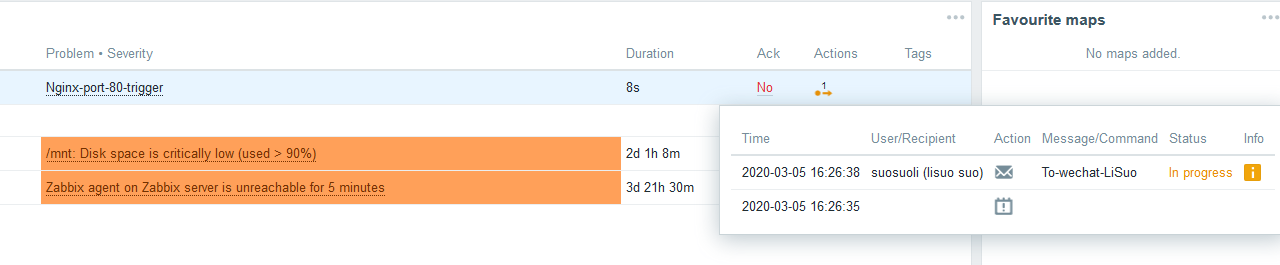 Favourite maps
Problem • Severity Duration Ack Actions Tags
No maps added.
Nginx-port-80-trigger 8s No 1
Time User/Recipient Action Message/Command Status Info
/mnt: Disk space is critically low (used > 90%) 2d 1h 8m
2020-03-05 16:26:38 suosuoli (lisuo suo) To-wechat-LiSuo In progress
Zabbix agent on Zabbix server is unreachable for 5 minutes 3d 21h 30m
2020-03-05 16:26:35